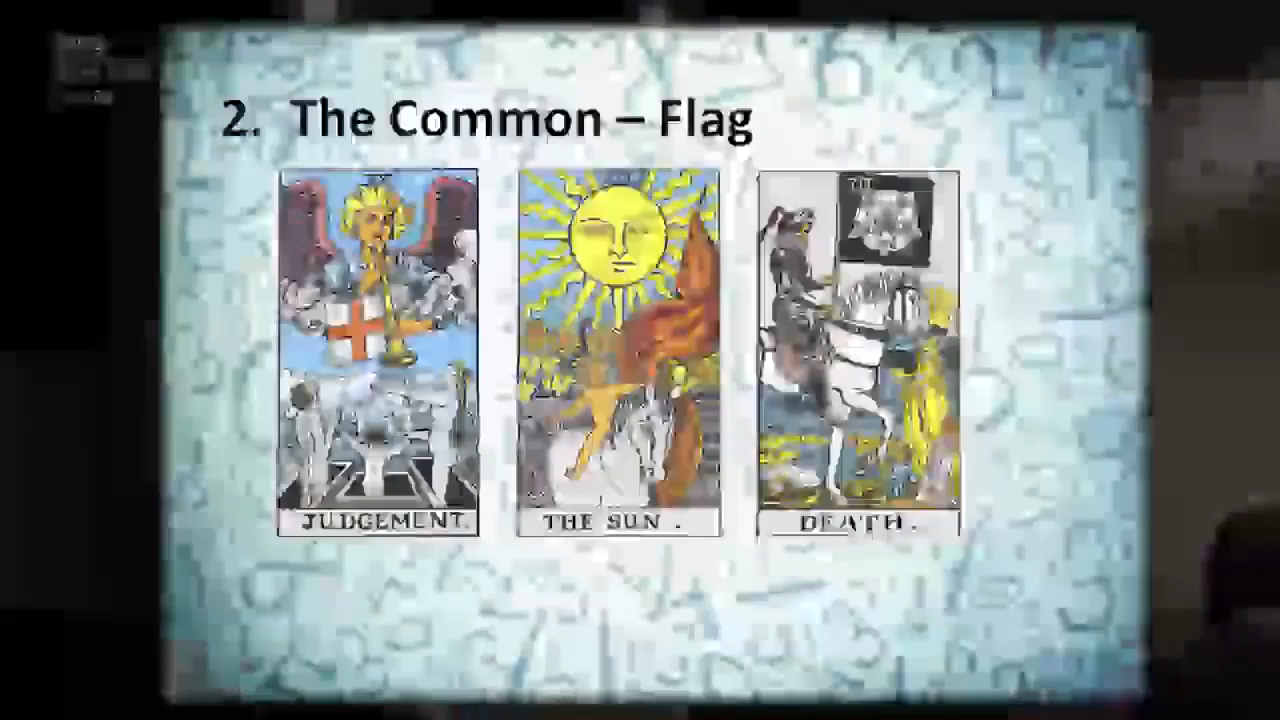 2. The Common – Flag
JUDGEMENT.
THE SUN.
DEATH.